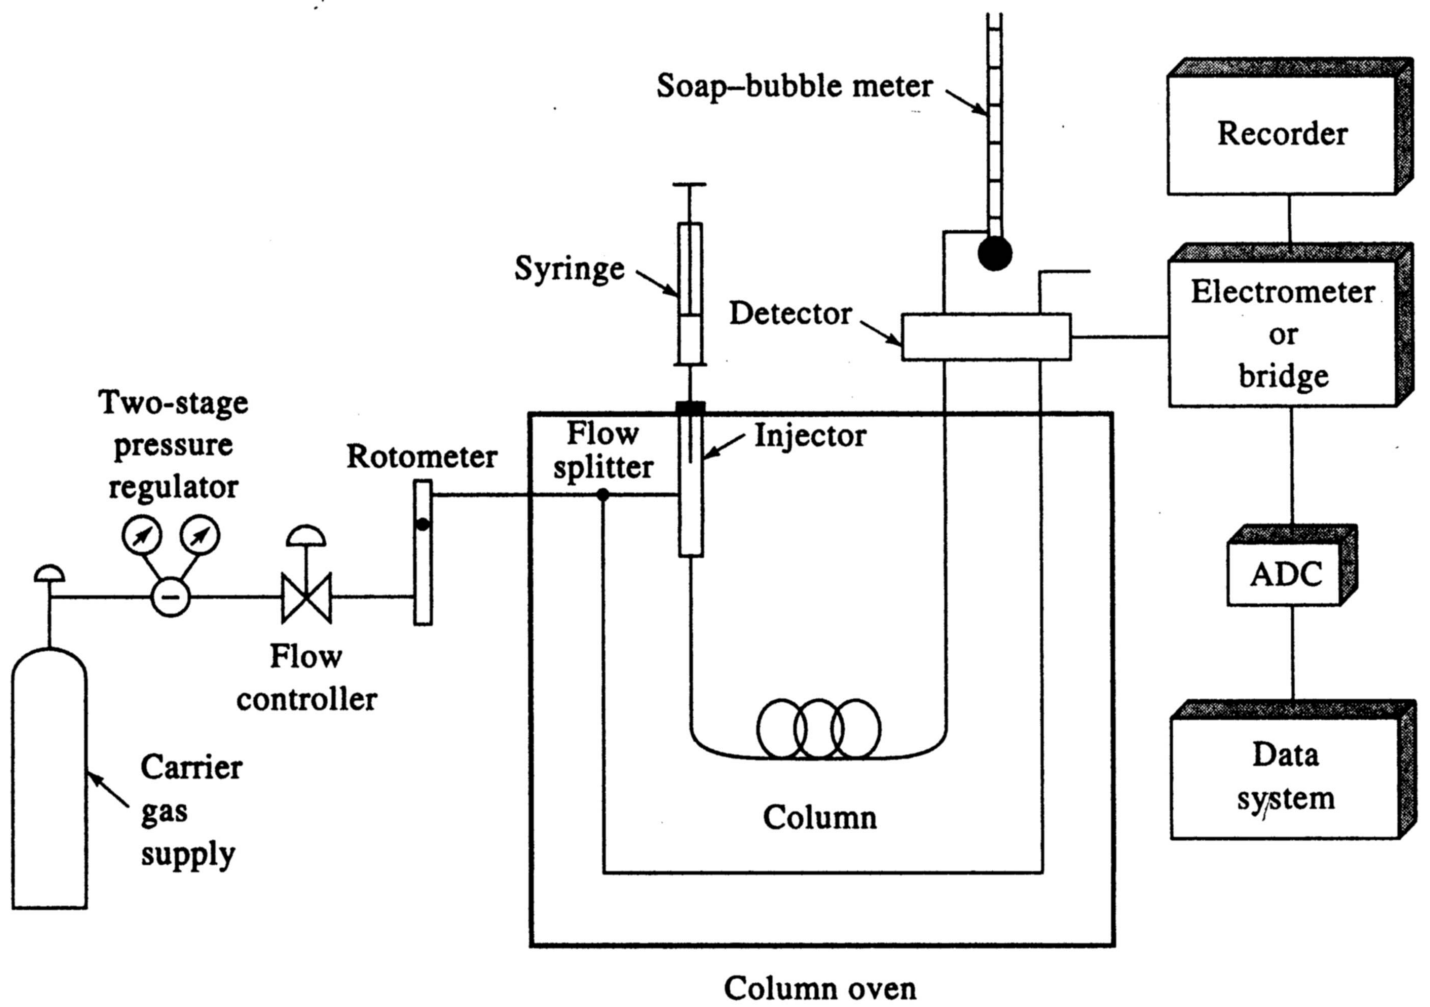 Soap–bubble meter
Recorder
Syringe
Detector
Electrometer
or
bridge
Two-stage
pressure
regulator
Rotometer
Flow
splitter
Injector
ADC
Flow
controller
Carrier
gas
supply
Column
Data
system
Column oven